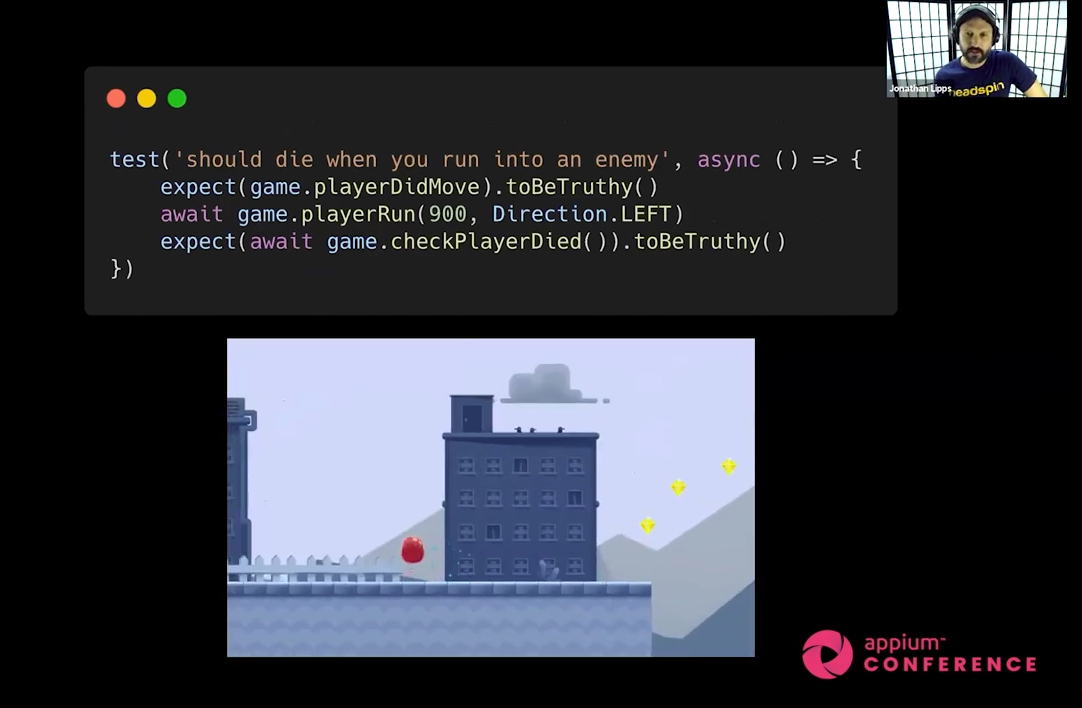 Jonathan Lipps
headspin
test('should die when you run into an enemy', async () => {
    expect(game.playerDidMove).toBeTruthy()
    await game.playerRun(900, Direction.LEFT)
    expect(await game.checkPlayerDied()).toBeTruthy()
})
appium™
CONFERENCE